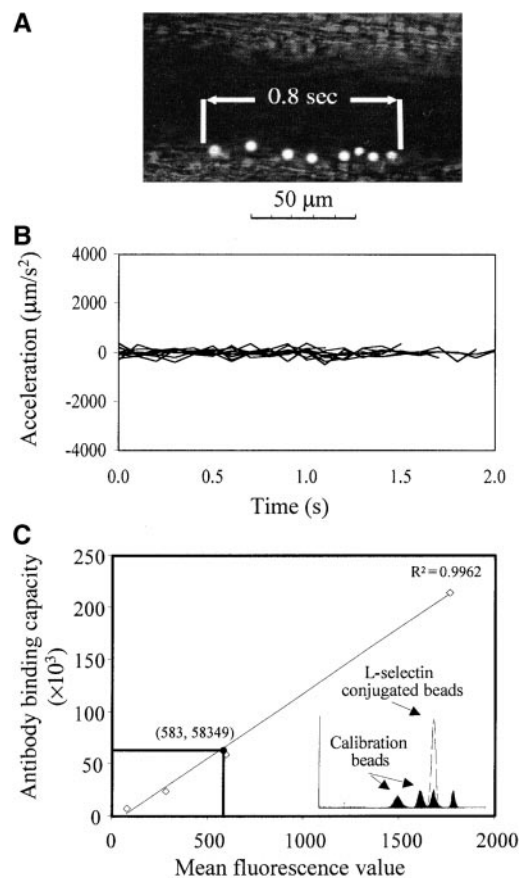 A
0.8 sec
50 μm
B
Acceleration (μm/s²)
4000
2000
0
-2000
-4000
0.0 0.5 1.0 1.5 2.0
Time (s)
C
Antibody binding capacity
(×10³)
250
200
150
100
50
0
R² = 0.9962
(583, 58349)
L-selectin
conjugated beads
Calibration
beads
0 500 1000 1500 2000
Mean fluorescence value